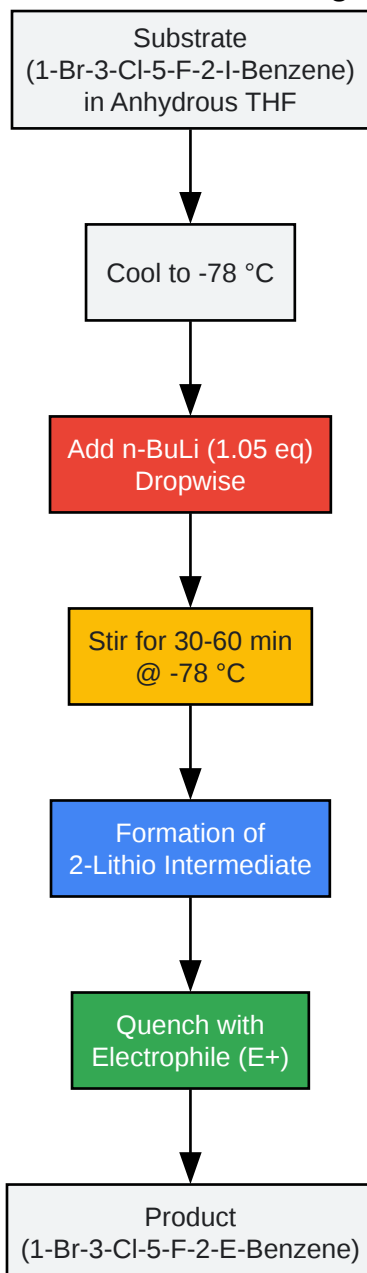 Substrate
(1-Br-3-Cl-5-F-2-I-Benzene)
in Anhydrous THF
Cool to -78 °C
Add n-BuLi (1.05 eq)
Dropwise
Stir for 30-60 min
@ -78 °C
Formation of
2-Lithio Intermediate
Quench with
Electrophile (E+)
Product
(1-Br-3-Cl-5-F-2-E-Benzene)